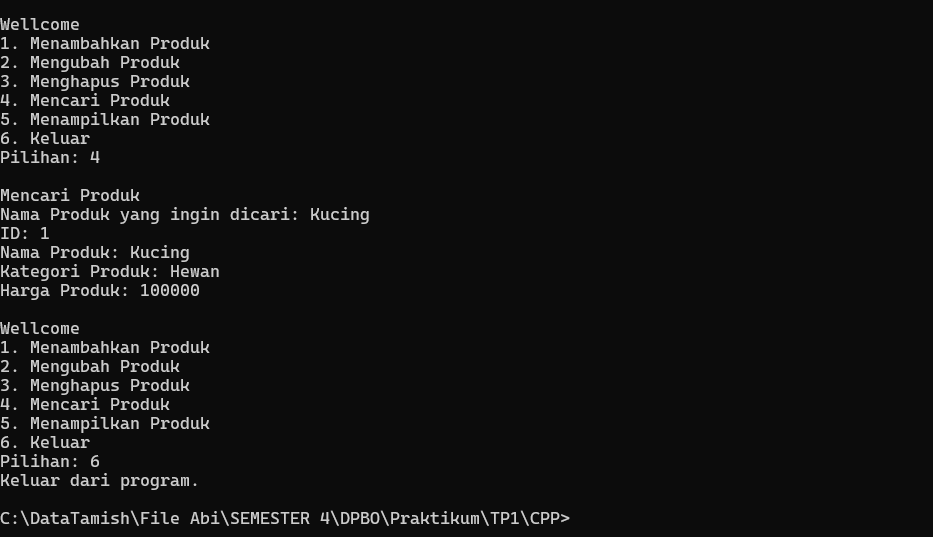 Wellcome
1. Menambahkan Produk
2. Mengubah Produk
3. Menghapus Produk
4. Mencari Produk
5. Menampilkan Produk
6. Keluar
Pilihan: 4
Mencari Produk
Nama Produk yang ingin dicari: Kucing
ID: 1
Nama Produk: Kucing
Kategori Produk: Hewan
Harga Produk: 100000
Wellcome
1. Menambahkan Produk
2. Mengubah Produk
3. Menghapus Produk
4. Mencari Produk
5. Menampilkan Produk
6. Keluar
Pilihan: 6
Keluar dari program.
C:\DataTamish\File Abi\SEMESTER 4\DPBO\Praktikum\TP1\CPP>